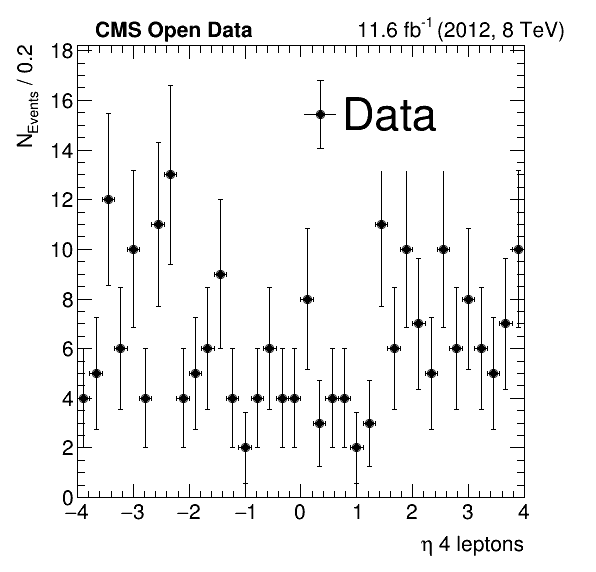 CMS Open Data 11.6 fb⁻¹ (2012, 8 TeV)
N_Events / 0.2
18
16
14
12
10
8
6
4
2
0
Data
−4 −3 −2 −1 0 1 2 3 4
η 4 leptons